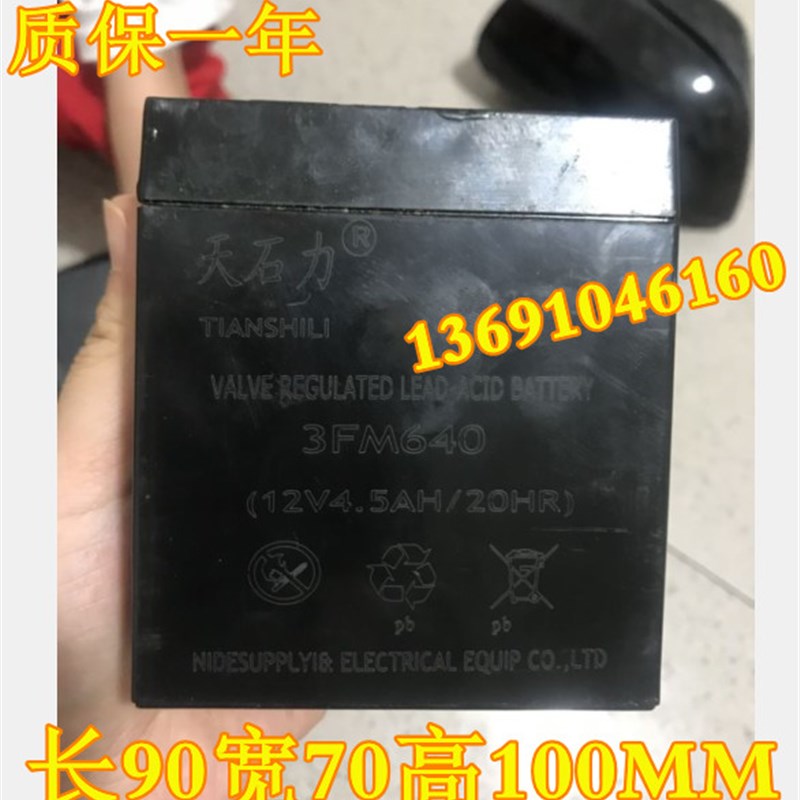 质保一年
天石力®
TIANSHILI
13691046160
VALVE REGULATED LEAD-ACID BATTERY
3FM640
(12V4.5AH/20HR)
pb pb
NIDESUPPLYI& ELECTRICAL EQUIP CO.,LTD
长90宽70高100MM